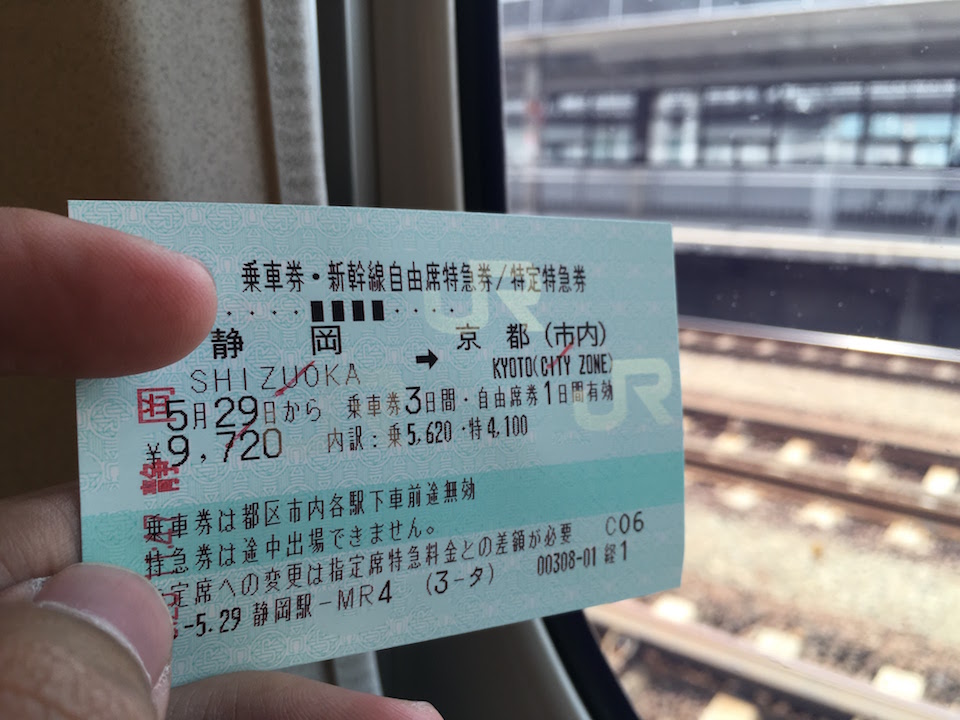 乗車券・新幹線自由席特急券/特定特急券
静岡 → 京都(市内)
SHIZUOKA KYOTO(CITY ZONE)
5月29日から 乗車券3日間・自由席券1日間有効
¥9,720 内訳:乗5,620・特4,100
乗車券は都区市内各駅下車前途無効
特急券は途中出場できません。
定席への変更は指定席特急料金との差額が必要 C06
-5.29 静岡駅-MR4 (3-タ) 00308-01
JR
JR
静岡